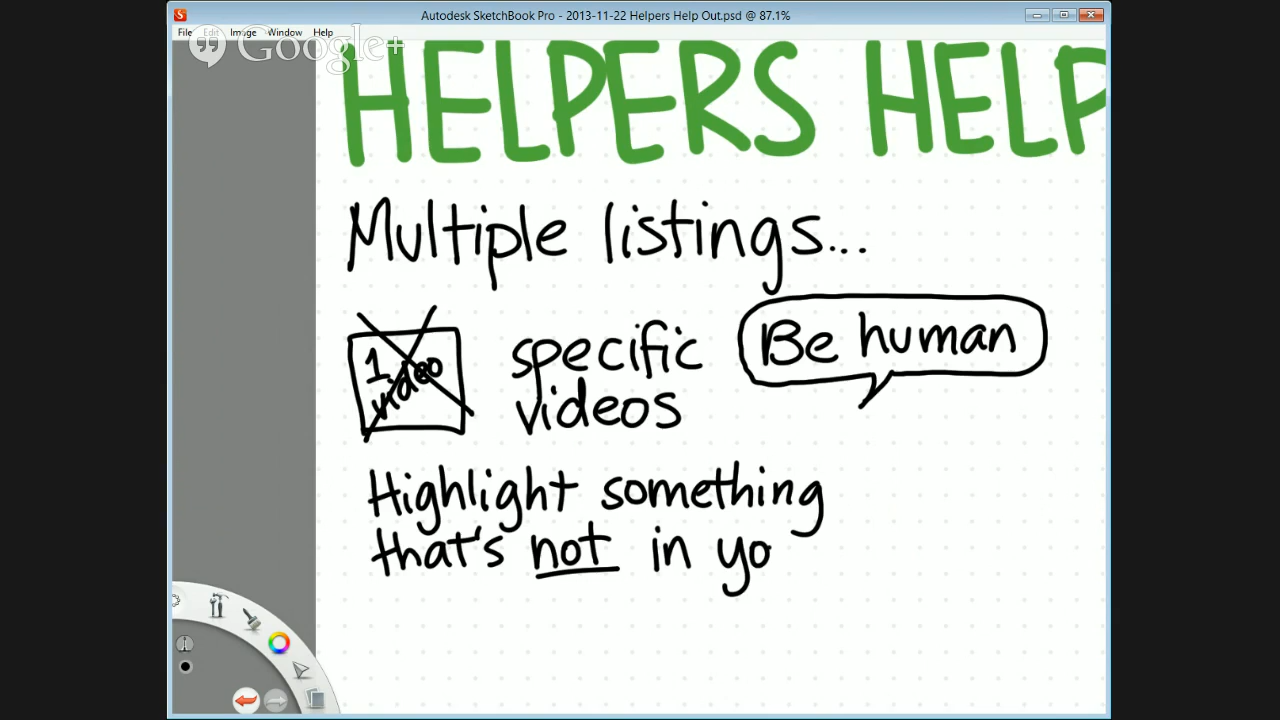 Autodesk SketchBook Pro - 2013-11-22 Helpers Help Out.psd @ 87.1%
File Edit Image Window Help
Google+
HELPERS HELP
Multiple listings...
1 video
specific videos
Be human
Highlight something
that's not in yo